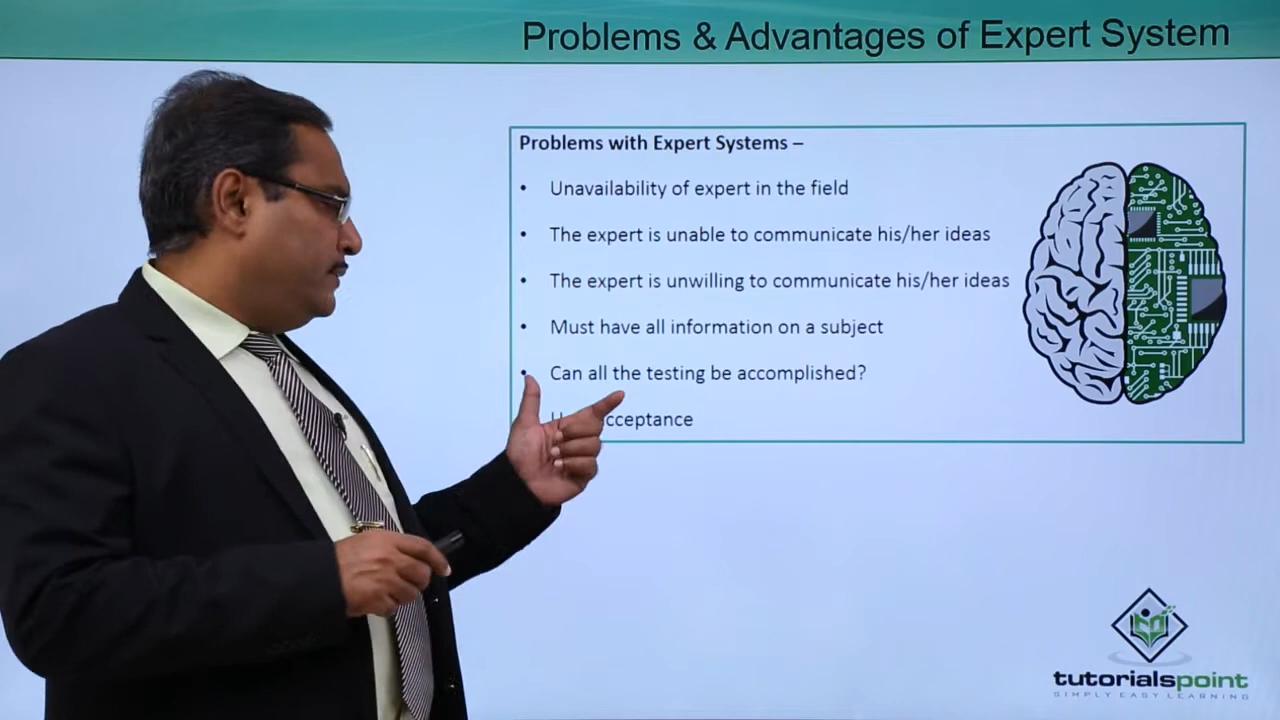 Problems & Advantages of Expert System
Problems with Expert Systems –
• Unavailability of expert in the field
• The expert is unable to communicate his/her ideas
• The expert is unwilling to communicate his/her ideas
• Must have all information on a subject
• Can all the testing be accomplished?
tutorialspoint
SIMPLY EASY LEARNING